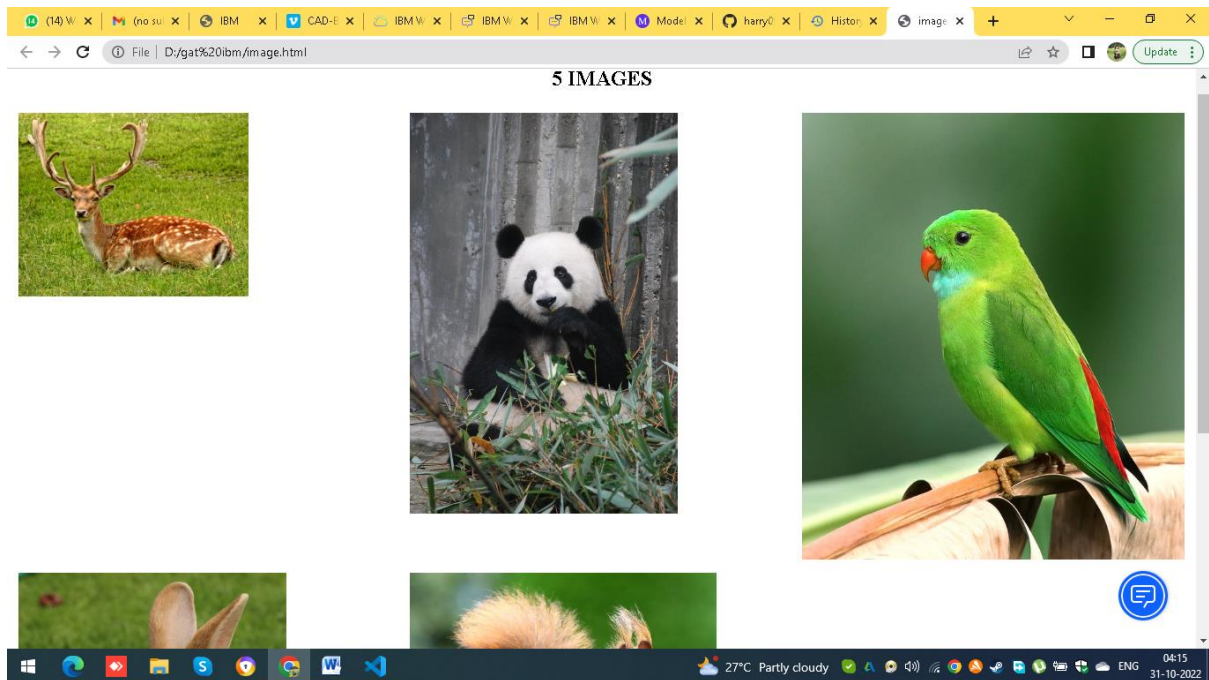 (14) W
(no su
IBM
CAD-E
IBM W
IBM W
IBM W
Model
harry0
Histor
image
File | D:/gat%20ibm/image.html
Update
5 IMAGES
27°C Partly cloudy
ENG
04:15
31-10-2022